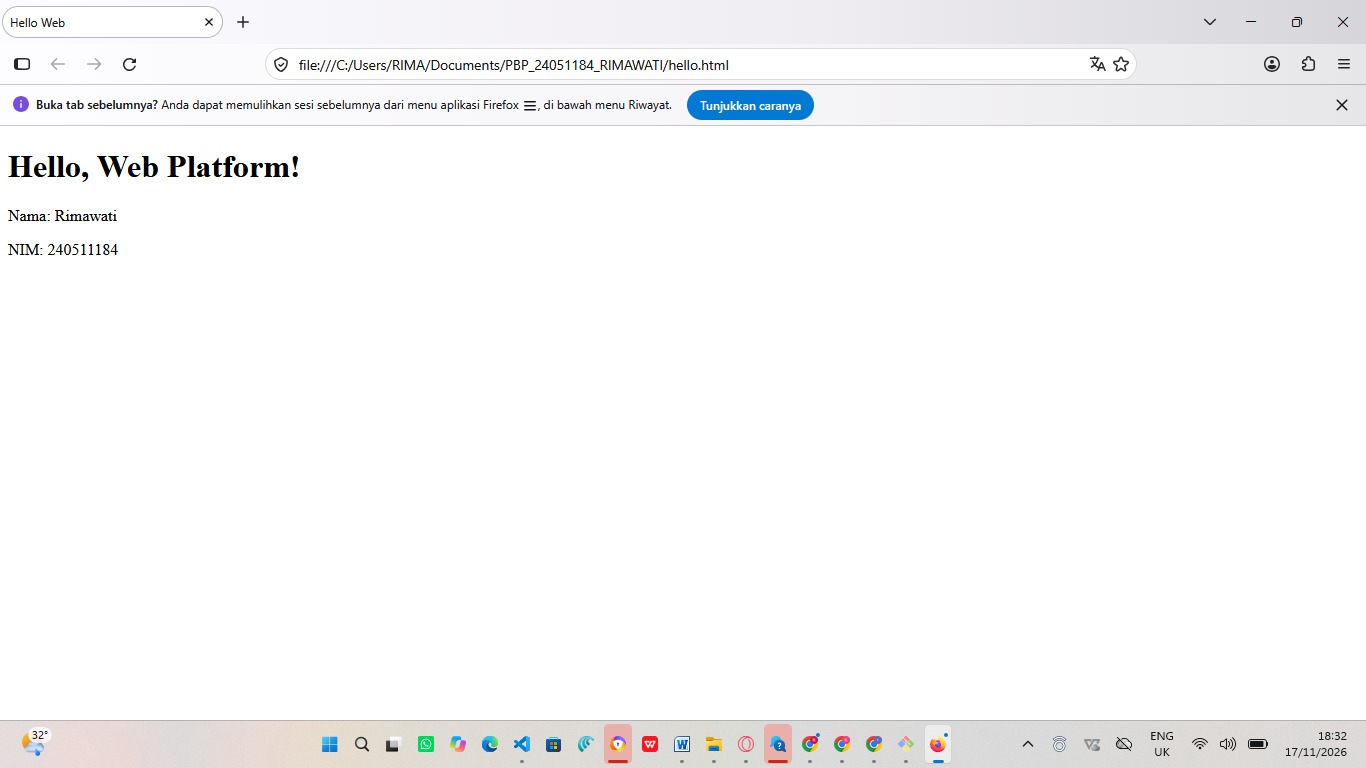 Hello Web
file:///C:/Users/RIMA/Documents/PBP_24051184_RIMAWATI/hello.html
Buka tab sebelumnya? Anda dapat memulihkan sesi sebelumnya dari menu aplikasi Firefox , di bawah menu Riwayat. Tunjukkan caranya
Hello, Web Platform!
Nama: Rimawati
NIM: 240511184
32°
ENG
UK
18:32
17/11/2026